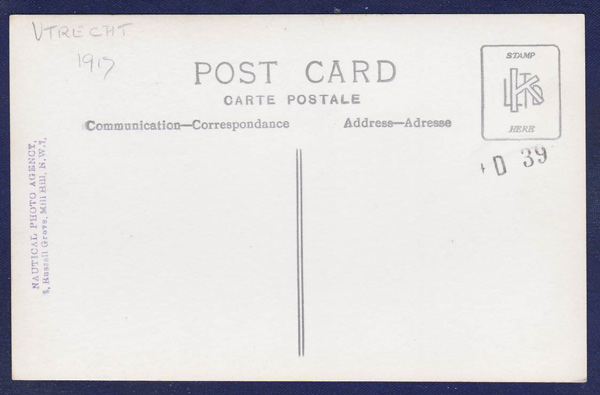 UTRECHT
1917
POST CARD
CARTE POSTALE
Communication—Correspondance
Address—Adresse
STAMP
KLTD
HERE
D 39
NAUTICAL PHOTO AGENCY,
8, Russell Grove, Mill Hill, N.W.7.